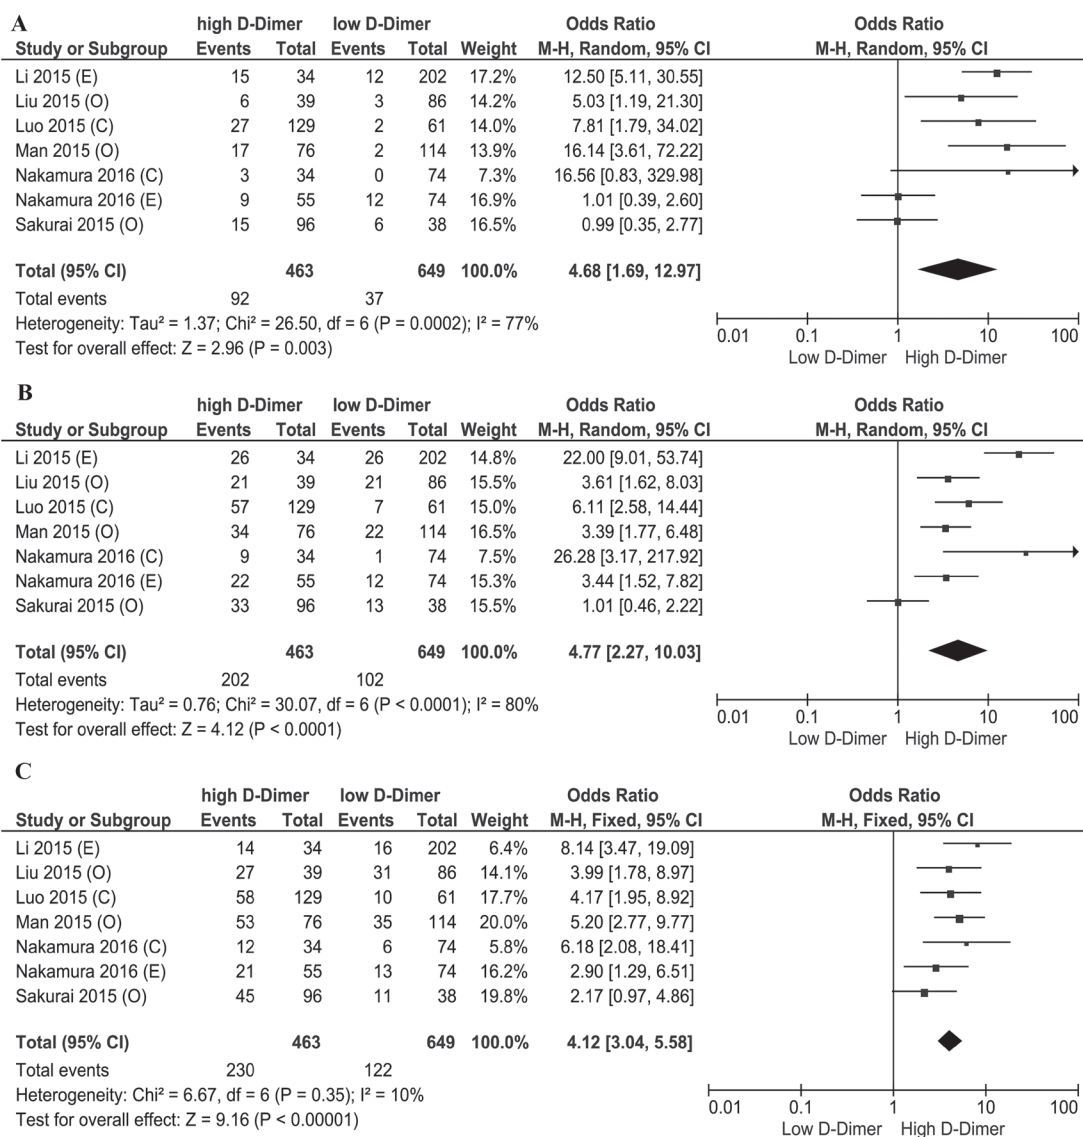 A
high D-Dimer low D-Dimer Odds Ratio Odds Ratio
Study or Subgroup Events Total Events Total Weight M-H, Random, 95% CI M-H, Random, 95% CI
Li 2015 (E) 15 34 12 202 17.2% 12.50 [5.11, 30.55]
Liu 2015 (O) 6 39 3 86 14.2% 5.03 [1.19, 21.30]
Luo 2015 (C) 27 129 2 61 14.0% 7.81 [1.79, 34.02]
Man 2015 (O) 17 76 2 114 13.9% 16.14 [3.61, 72.22]
Nakamura 2016 (C) 3 34 0 74 7.3% 16.56 [0.83, 329.98]
Nakamura 2016 (E) 9 55 12 74 16.9% 1.01 [0.39, 2.60]
Sakurai 2015 (O) 15 96 6 38 16.5% 0.99 [0.35, 2.77]
Total (95% CI) 463 649 100.0% 4.68 [1.69, 12.97]
Total events 92 37
Heterogeneity: Tau² = 1.37; Chi² = 26.50, df = 6 (P = 0.0002); I² = 77%
Test for overall effect: Z = 2.96 (P = 0.003)
0.01 0.1 1 10 100
Low D-Dimer High D-Dimer
B
high D-Dimer low D-Dimer Odds Ratio Odds Ratio
Study or Subgroup Events Total Events Total Weight M-H, Random, 95% CI M-H, Random, 95% CI
Li 2015 (E) 26 34 26 202 14.8% 22.00 [9.01, 53.74]
Liu 2015 (O) 21 39 21 86 15.5% 3.61 [1.62, 8.03]
Luo 2015 (C) 57 129 7 61 15.0% 6.11 [2.58, 14.44]
Man 2015 (O) 34 76 22 114 16.5% 3.39 [1.77, 6.48]
Nakamura 2016 (C) 9 34 1 74 7.5% 26.28 [3.17, 217.92]
Nakamura 2016 (E) 22 55 12 74 15.3% 3.44 [1.52, 7.82]
Sakurai 2015 (O) 33 96 13 38 15.5% 1.01 [0.46, 2.22]
Total (95% CI) 463 649 100.0% 4.77 [2.27, 10.03]
Total events 202 102
Heterogeneity: Tau² = 0.76; Chi² = 30.07, df = 6 (P < 0.0001); I² = 80%
Test for overall effect: Z = 4.12 (P < 0.0001)
0.01 0.1 1 10 100
Low D-Dimer High D-Dimer
C
high D-Dimer low D-Dimer Odds Ratio Odds Ratio
Study or Subgroup Events Total Events Total Weight M-H, Fixed, 95% CI M-H, Fixed, 95% CI
Li 2015 (E) 14 34 16 202 6.4% 8.14 [3.47, 19.09]
Liu 2015 (O) 27 39 31 86 14.1% 3.99 [1.78, 8.97]
Luo 2015 (C) 58 129 10 61 17.7% 4.17 [1.95, 8.92]
Man 2015 (O) 53 76 35 114 20.0% 5.20 [2.77, 9.77]
Nakamura 2016 (C) 12 34 6 74 5.8% 6.18 [2.08, 18.41]
Nakamura 2016 (E) 21 55 13 74 16.2% 2.90 [1.29, 6.51]
Sakurai 2015 (O) 45 96 11 38 19.8% 2.17 [0.97, 4.86]
Total (95% CI) 463 649 100.0% 4.12 [3.04, 5.58]
Total events 230 122
Heterogeneity: Chi² = 6.67, df = 6 (P = 0.35); I² = 10%
Test for overall effect: Z = 9.16 (P < 0.00001)
0.01 0.1 1 10 100
Low D-Dimer High D-Dimer